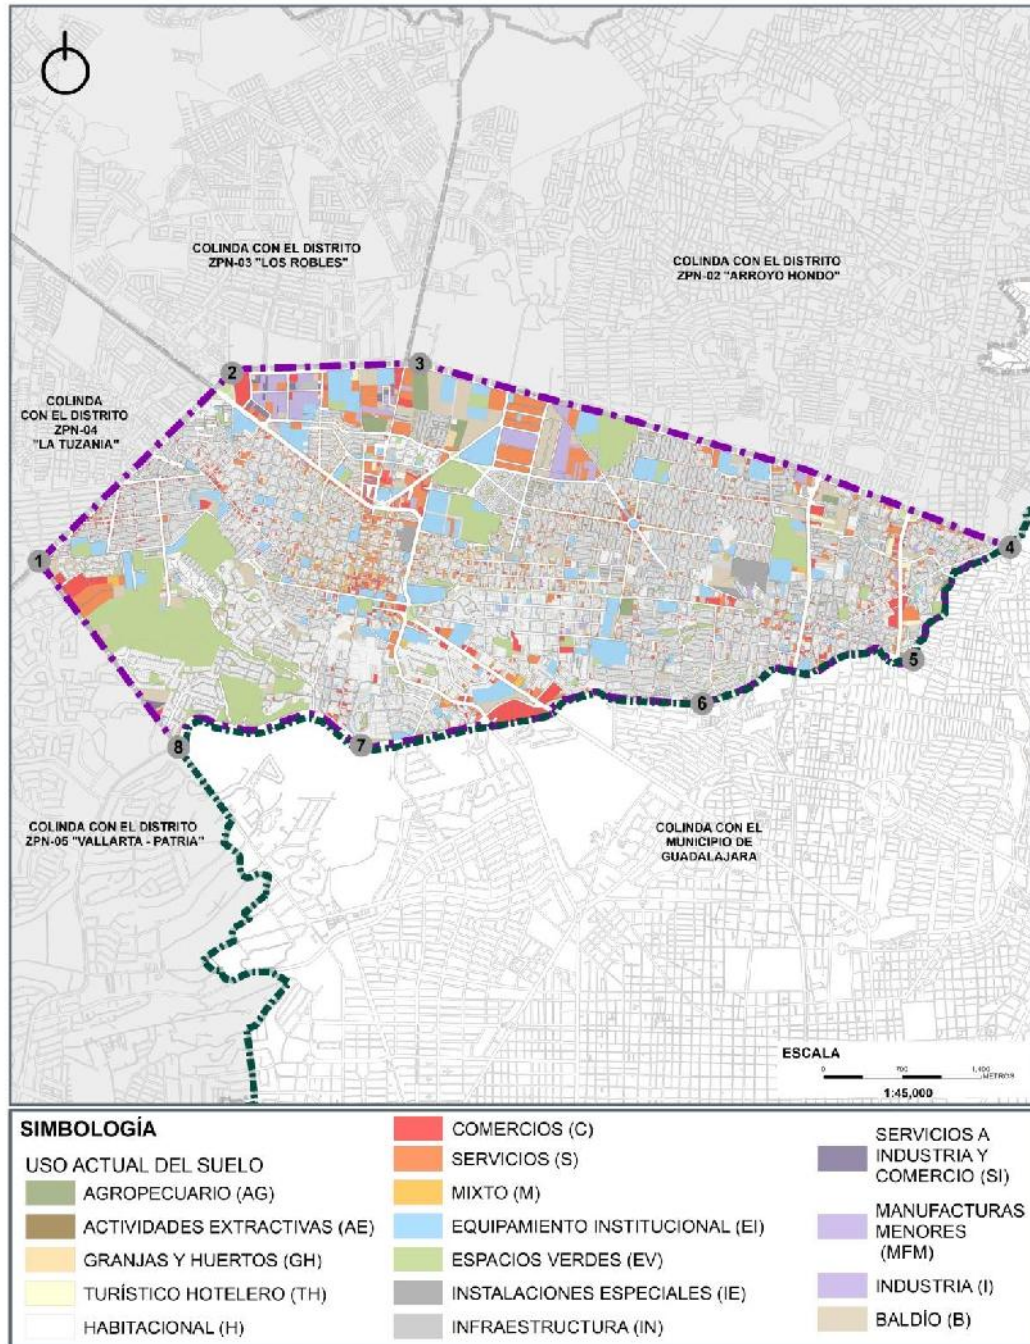 COLINDA CON EL DISTRITO
ZPN-03 "LOS ROBLES"
COLINDA CON EL DISTRITO
ZPN-02 "ARROYO HONDO"
2
3
COLINDA
CON EL DISTRITO
ZPN-04
"LA TUZANIA"
1
4
5
6
7
8
COLINDA CON EL DISTRITO
ZPN-05 "VALLARTA - PATRIA"
COLINDA CON EL
MUNICIPIO DE
GUADALAJARA
ESCALA
0 700 1,400
METROS
1:45,000
SIMBOLOGÍA
USO ACTUAL DEL SUELO
AGROPECUARIO (AG)
ACTIVIDADES EXTRACTIVAS (AE)
GRANJAS Y HUERTOS (GH)
TURÍSTICO HOTELERO (TH)
HABITACIONAL (H)
COMERCIOS (C)
SERVICIOS (S)
MIXTO (M)
EQUIPAMIENTO INSTITUCIONAL (EI)
ESPACIOS VERDES (EV)
INSTALACIONES ESPECIALES (IE)
INFRAESTRUCTURA (IN)
SERVICIOS A
INDUSTRIA Y
COMERCIO (SI)
MANUFACTURAS
MENORES
(MFM)
INDUSTRIA (I)
BALDÍO (B)